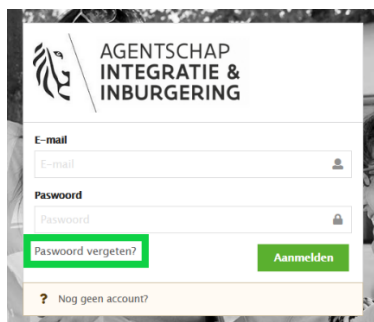 AGENTSCHAP
INTEGRATIE &
INBURGERING
E-mail
E-mail
Paswoord
Paswoord
Paswoord vergeten?
Aanmelden
? Nog geen account?